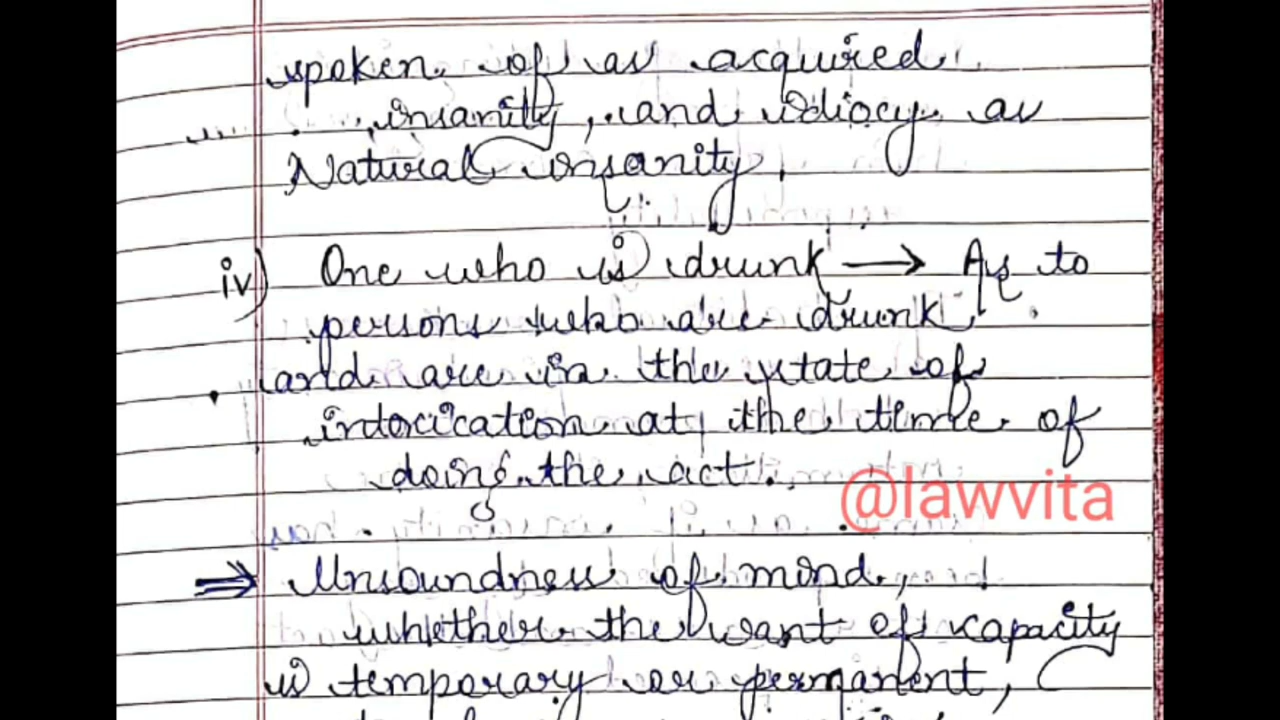 spoken of as acquired
insanity, and idiocy as
Natural insanity.
iv) One who is drunk → As to
persons who are drunk
and are in the state of
intoxication at the time of
doing the act.
@lawvita
⇒ Unsoundness of mind,
whether the want of capacity
is temporary or permanent,